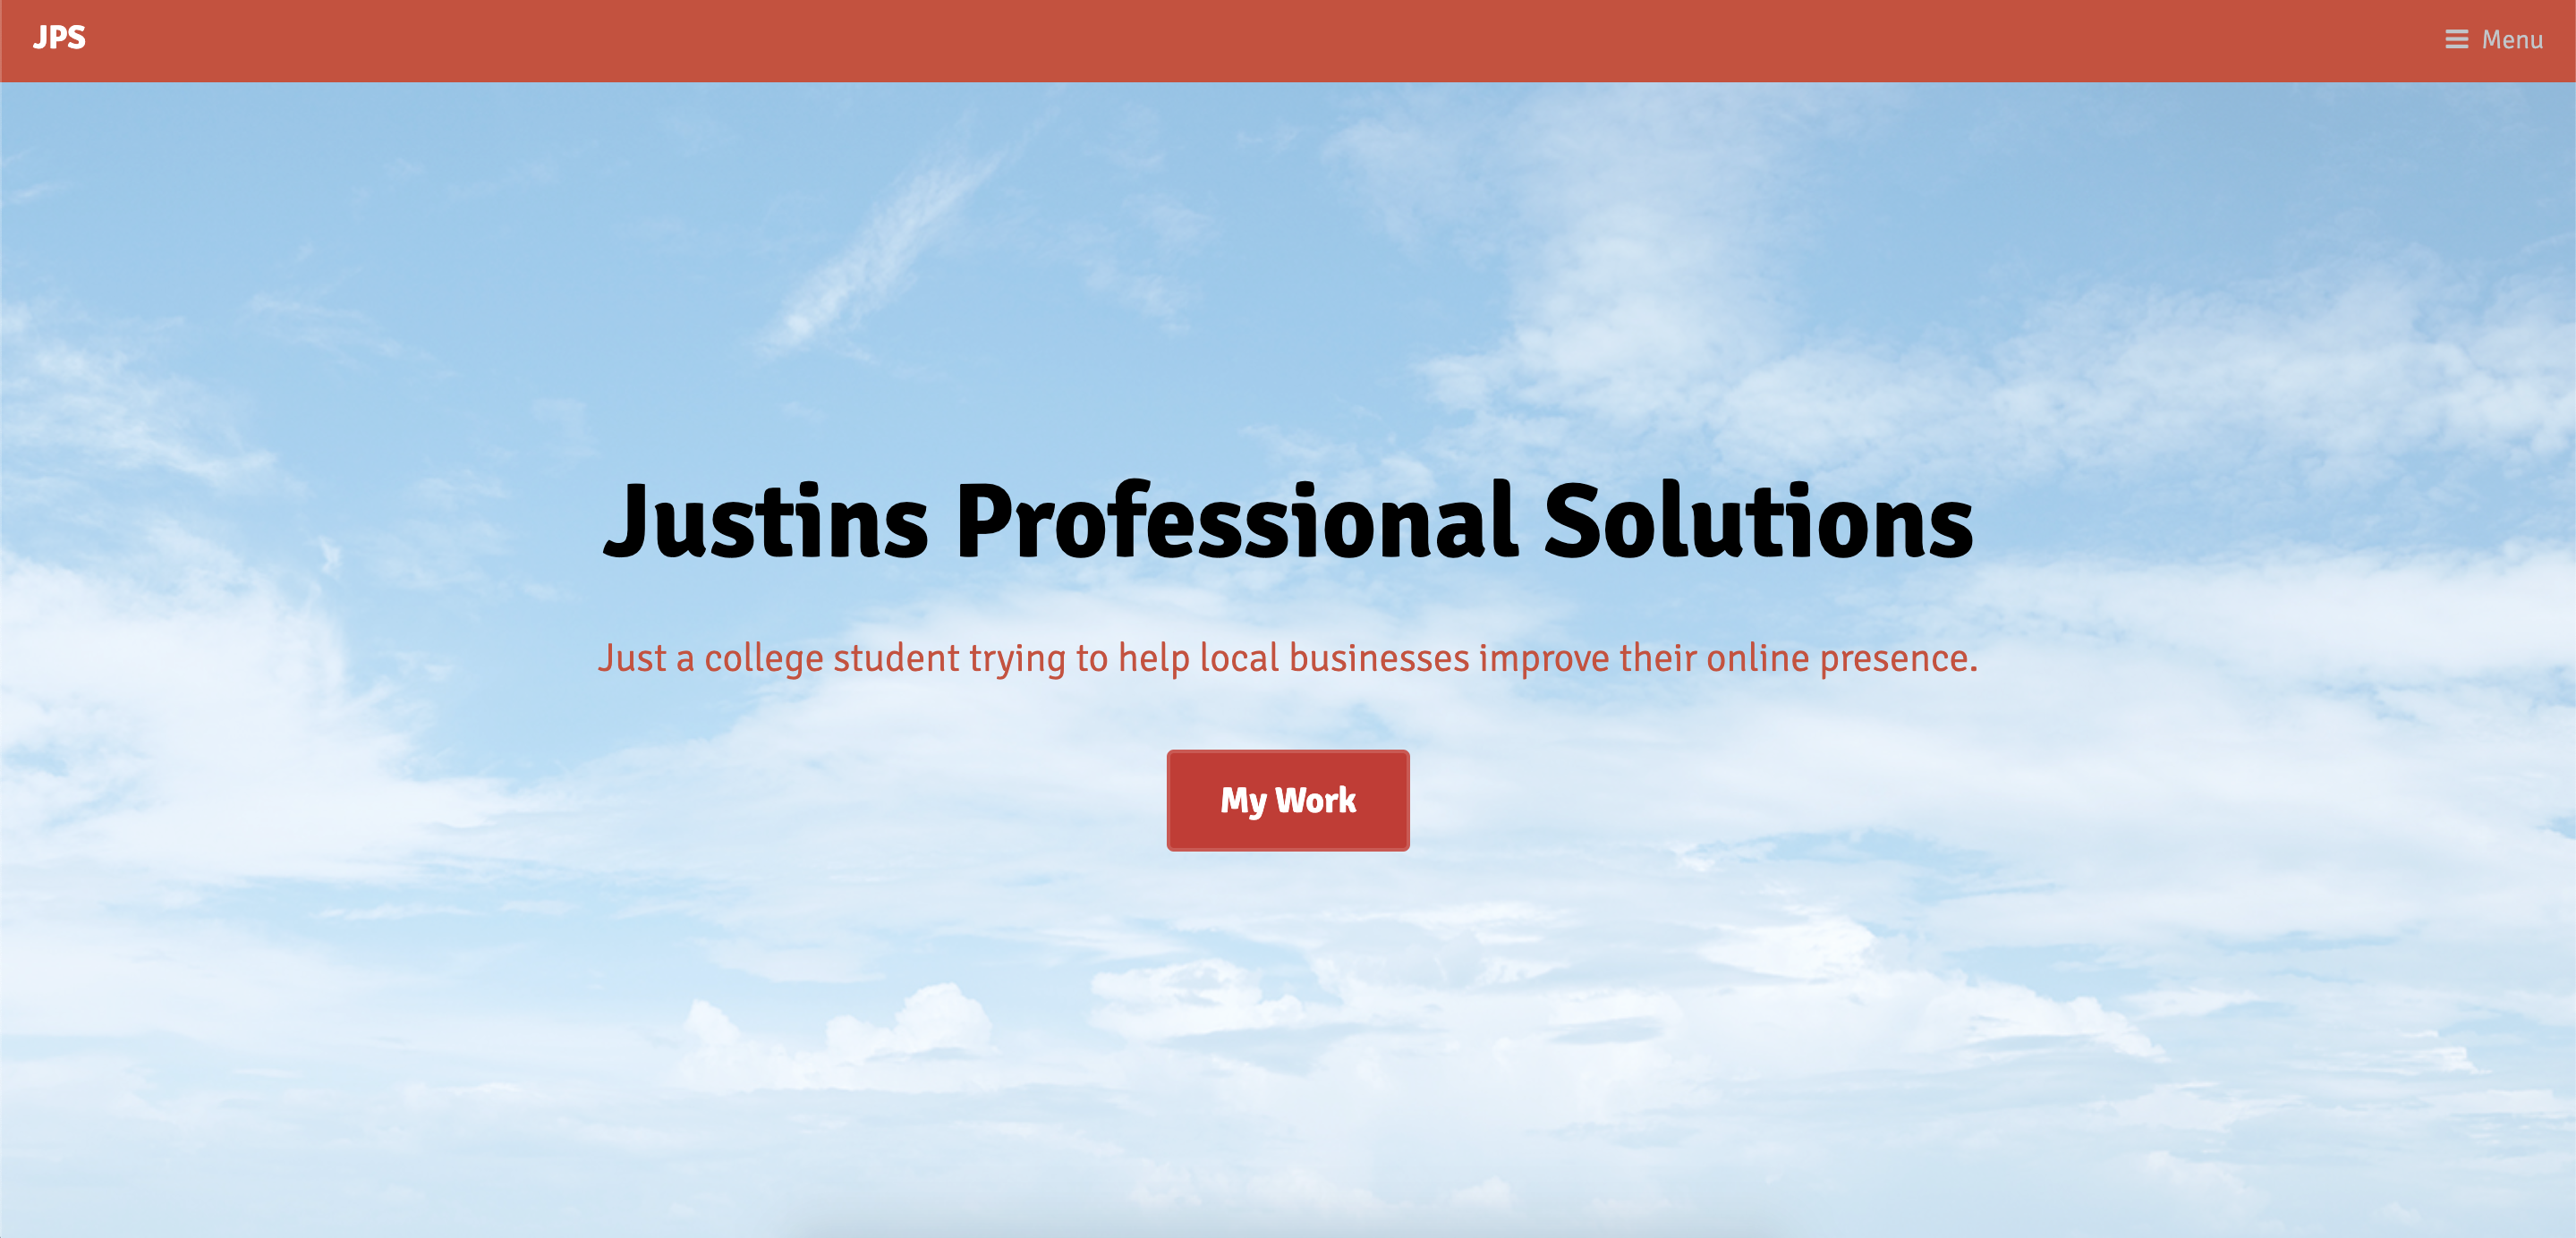 JPS
Menu
Justins Professional Solutions
Just a college student trying to help local businesses improve their online presence.
My Work